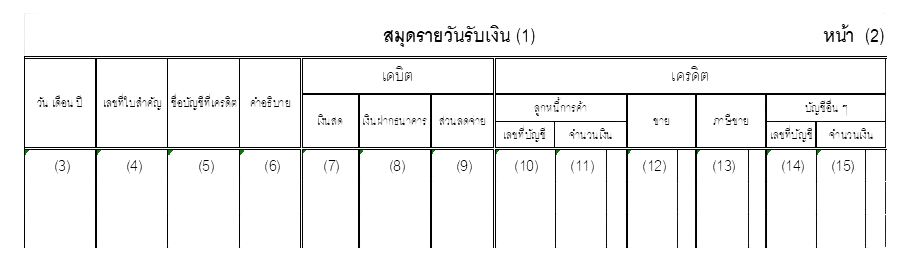 สมุดรายวันรับเงิน (1) หน้า (2)
เดบิต เครดิต
วัน เดือน ปี เลขที่ใบสำคัญ ชื่อบัญชีที่เครดิต คำอธิบาย เงินสด เงินฝากธนาคาร ส่วนลดจ่าย ลูกหนี้การค้า ขาย ภาษีขาย บัญชีอื่น ๆ
เลขที่บัญชี จำนวนเงิน เลขที่บัญชี จำนวนเงิน
(3) (4) (5) (6) (7) (8) (9) (10) (11) (12) (13) (14) (15)